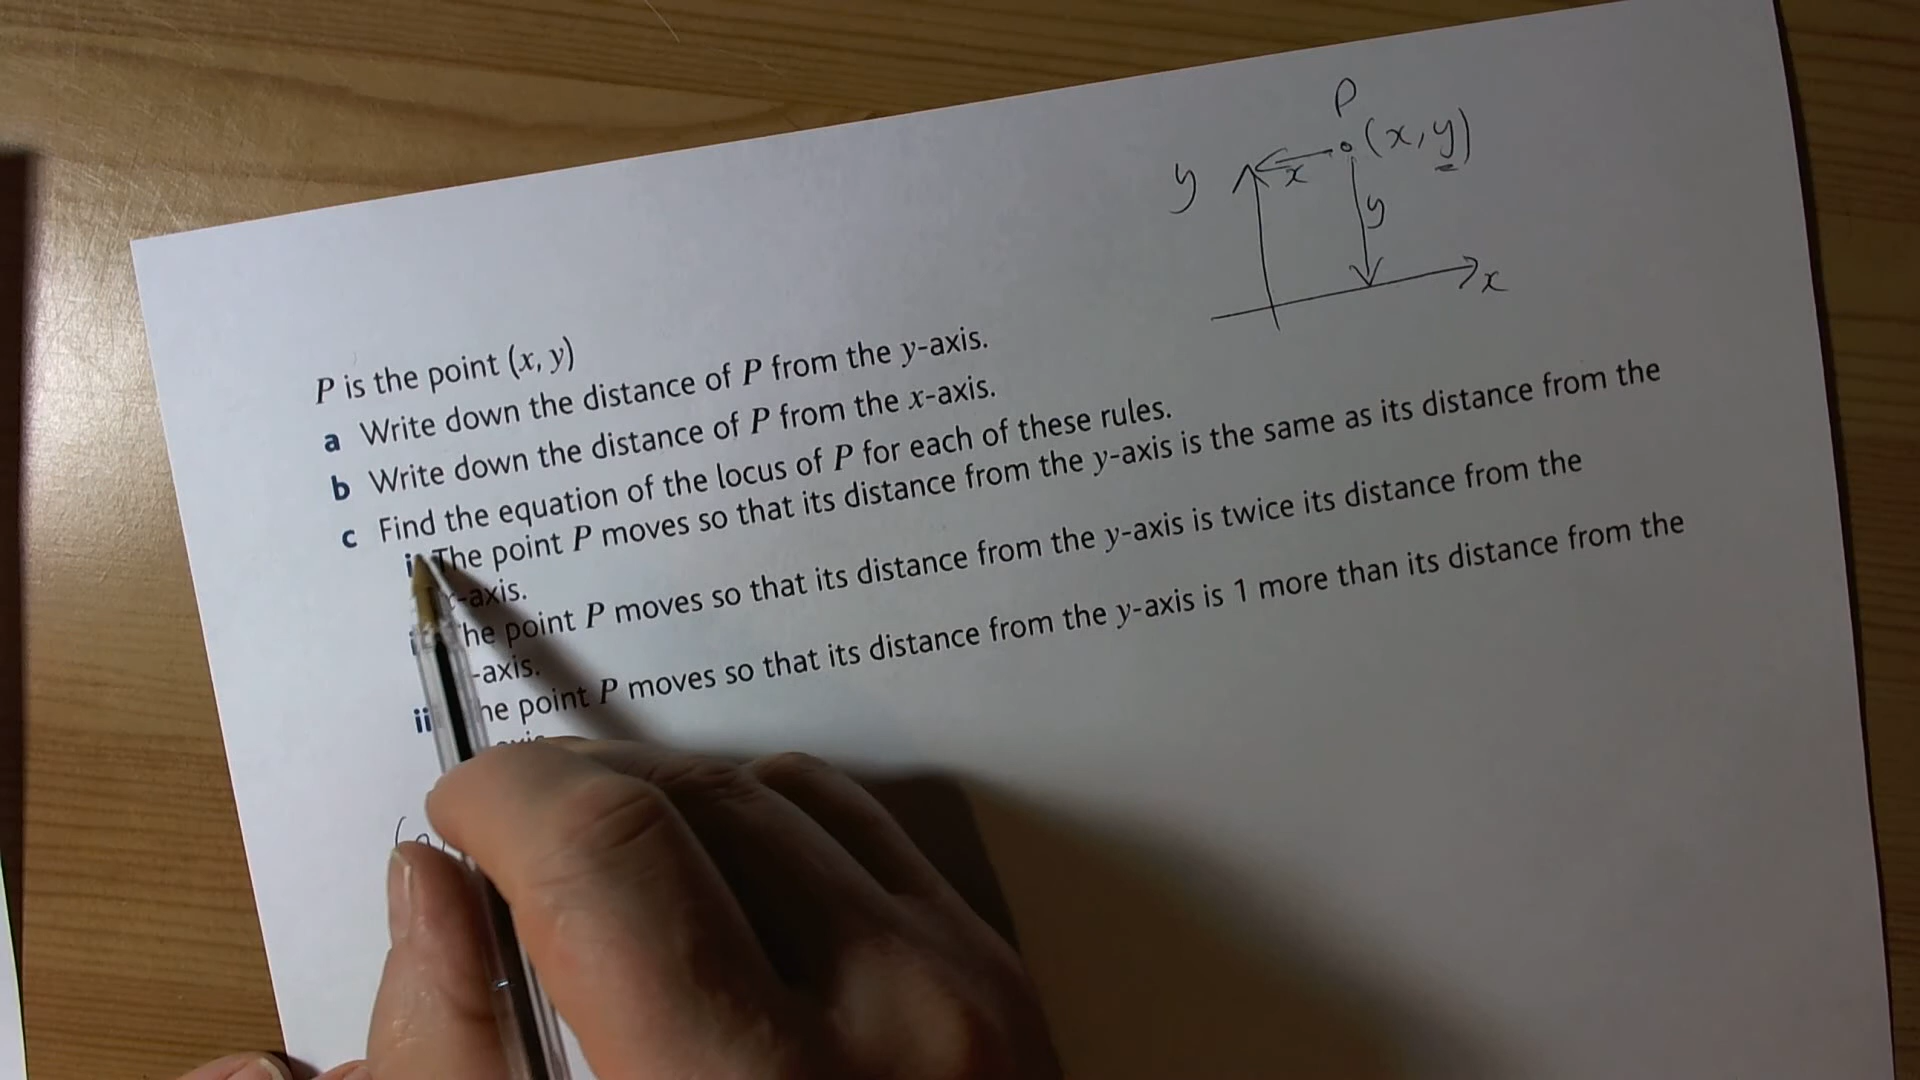 P
(x, y)
y
x
y
x
P is the point (x, y)
a Write down the distance of P from the y-axis.
b Write down the distance of P from the x-axis.
c Find the equation of the locus of P for each of these rules.
The point P moves so that its distance from the y-axis is the same as its distance from the
-axis.
point P moves so that its distance from the y-axis is twice its distance from the
-axis.
point P moves so that its distance from the y-axis is 1 more than its distance from the